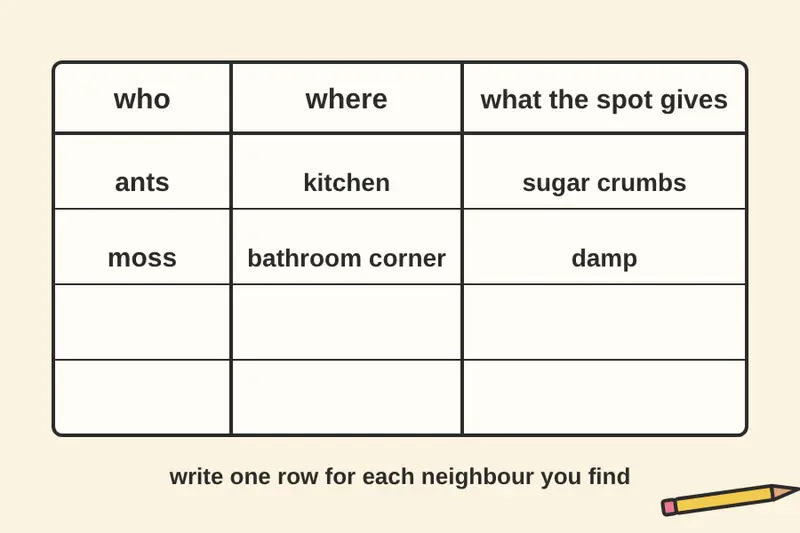 who where what the spot gives
ants kitchen sugar crumbs
moss bathroom corner damp
write one row for each neighbour you find